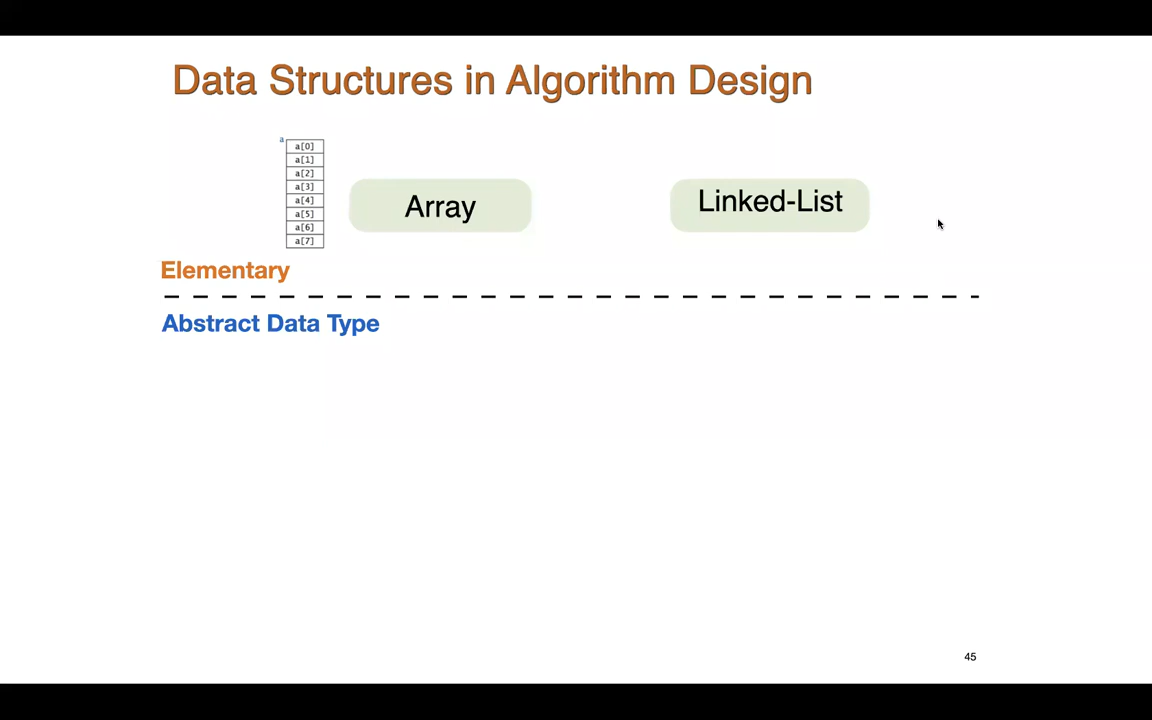 Data Structures in Algorithm Design
a
a[0]
a[1]
a[2]
a[3]
a[4]
a[5]
a[6]
a[7]
Array
Linked-List
Elementary
Abstract Data Type
45